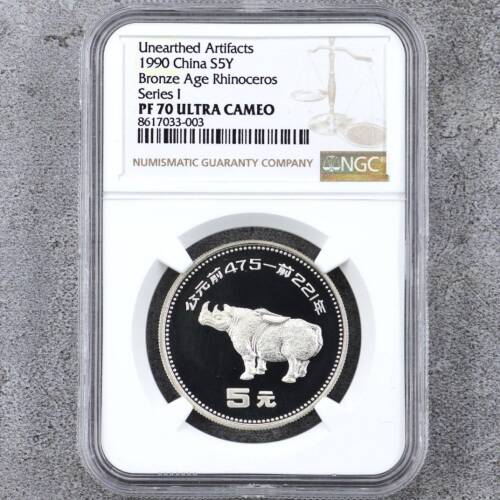 Unearthed Artifacts
1990 China S5Y
Bronze Age Rhinoceros
Series I
PF 70 ULTRA CAMEO
8617033-003
NUMISMATIC GUARANTY COMPANY
NGC
公元前475—前221年
5元